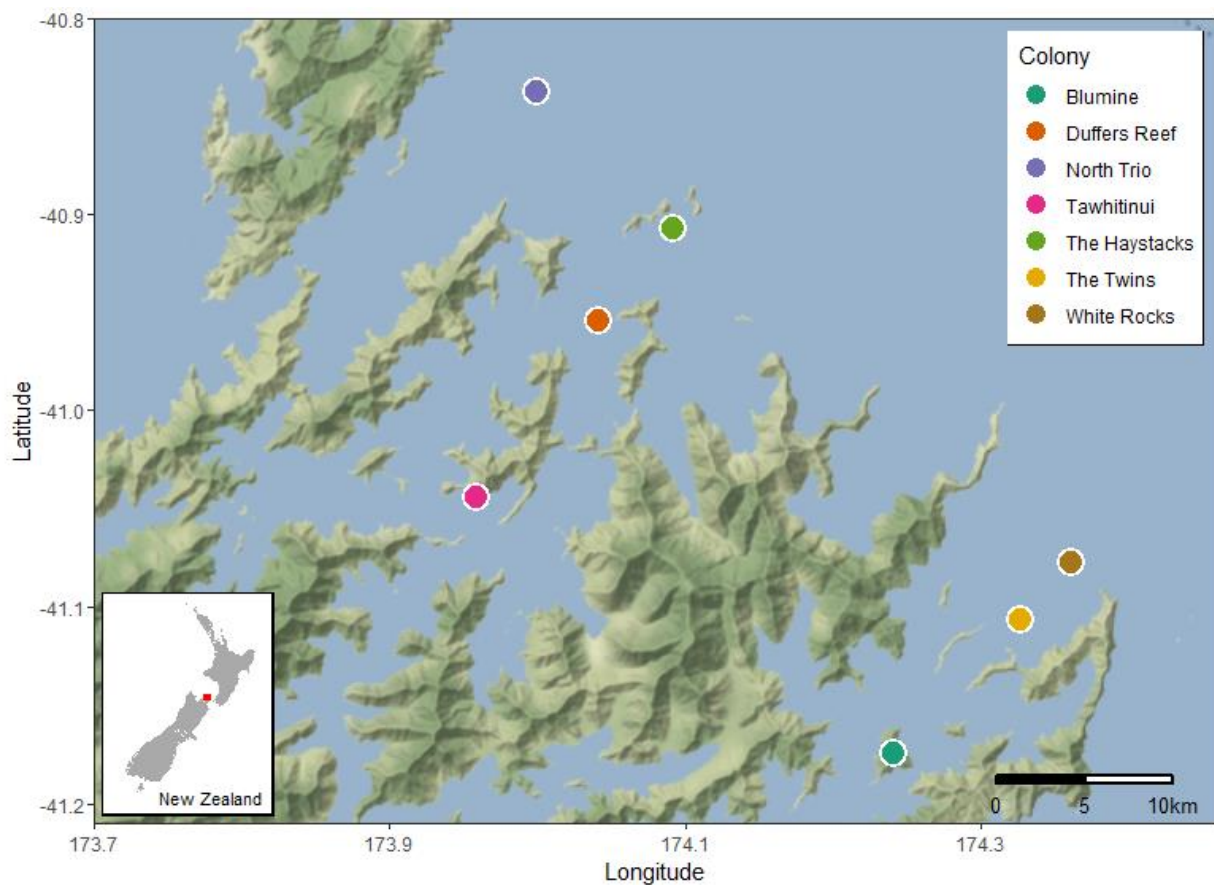 -40.8
-40.9
-41.0
-41.1
-41.2
Latitude
Colony
Blumine
Duffers Reef
North Trio
Tawhitinui
The Haystacks
The Twins
White Rocks
New Zealand
0 5 10km
173.7 173.9 174.1 174.3
Longitude